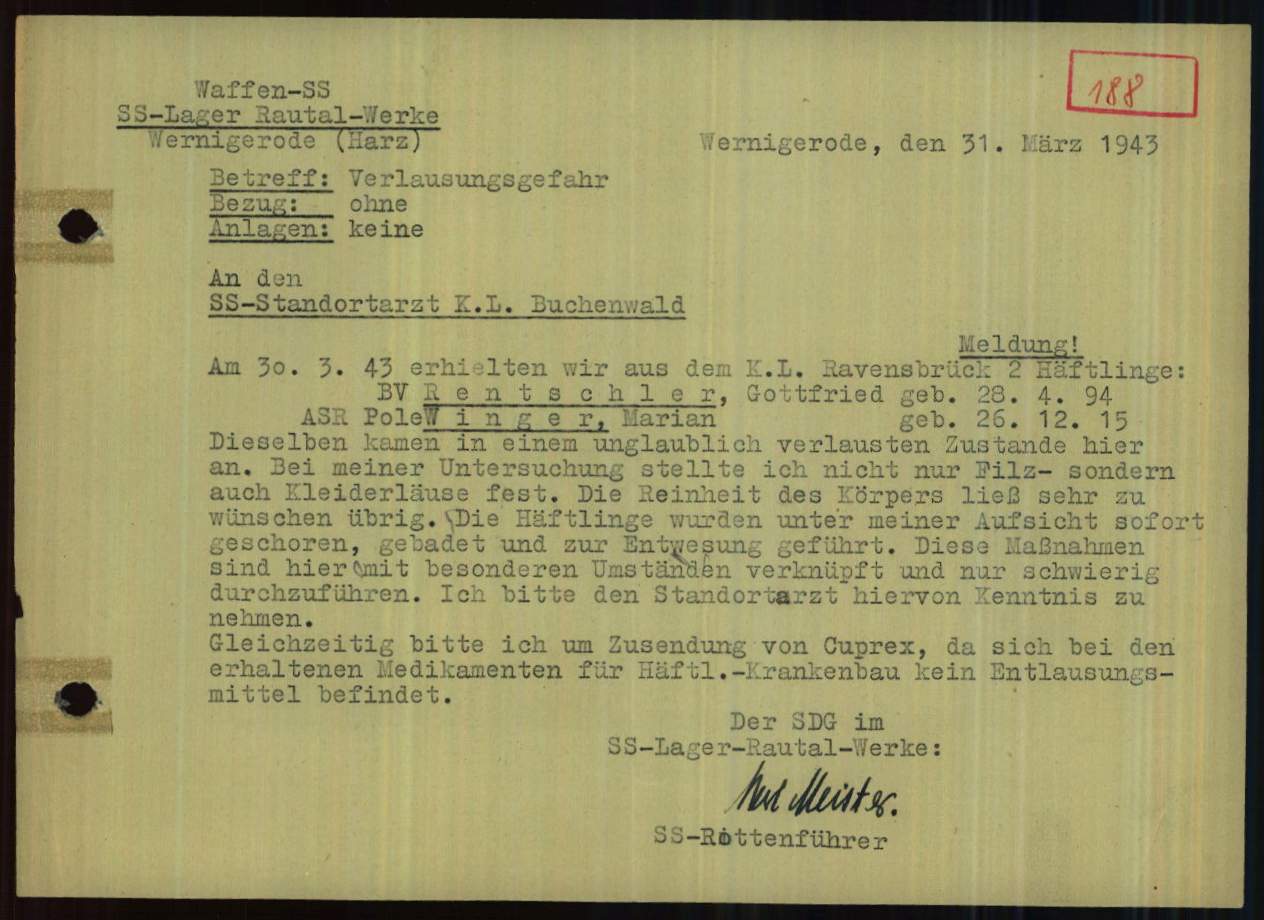 188
Waffen-SS
SS-Lager Rautal-Werke
Wernigerode (Harz)
Wernigerode, den 31. März 1943
Betreff: Verlausungsgefahr
Bezug: ohne
Anlagen: keine
An den
SS-Standortarzt K.L. Buchenwald
Meldung!
Am 3o. 3. 43 erhielten wir aus dem K.L. Ravensbrück 2 Häftlinge:
BV R e n t s c h l e r, Gottfried geb. 28. 4. 94
ASR PoleW i n g e r, Marian geb. 26. 12. 15
Dieselben kamen in einem unglaublich verlausten Zustande hier
an. Bei meiner Untersuchung stellte ich nicht nur Filz- sondern
auch Kleiderläuse fest. Die Reinheit des Körpers ließ sehr zu
wünschen übrig. Die Häftlinge wurden unter meiner Aufsicht sofort
geschoren, gebadet und zur Entwesung geführt. Diese Maßnahmen
sind hier mit besonderen Umständen verknüpft und nur schwierig
durchzuführen. Ich bitte den Standortarzt hiervon Kenntnis zu
nehmen.
Gleichzeitig bitte ich um Zusendung von Cuprex, da sich bei den
erhaltenen Medikamenten für Häftl.-Krankenbau kein Entlausungs-
mittel befindet.
Der SDG im
SS-Lager-Rautal-Werke:
Meister.
SS-Rottenführer